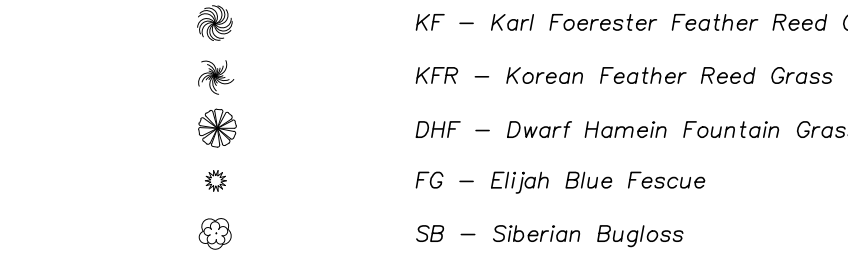 KF – Karl Foerester Feather Reed
KFR – Korean Feather Reed Grass
DHF – Dwarf Hamein Fountain Grass
FG – Elijah Blue Fescue
SB – Siberian Bugloss